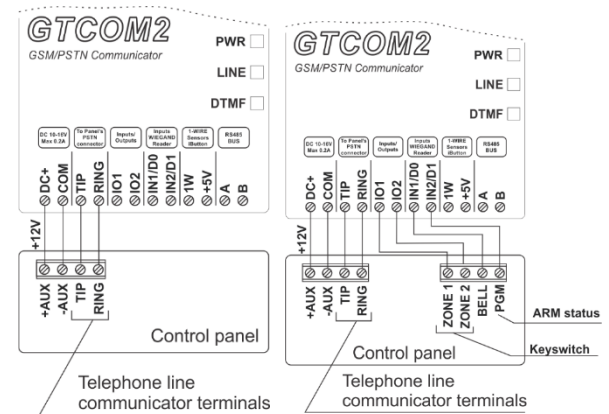 GTCOM2
GSM/PSTN Communicator
PWR
LINE
DTMF
DC 10-18V
Max 0.2A
To Panel's
PSTN
connector
Inputs/
Outputs
Inputs
WIEGAND
Reader
1-WIRE
Sensors
iButton
RS485
BUS
DC+
COM
TIP
RING
IO1
IO2
IN1/D0
IN2/D1
1W
+5V
A
B
+12V
+AUX
-AUX
TIP
RING
Control panel
Telephone line
communicator terminals
GTCOM2
GSM/PSTN Communicator
PWR
LINE
DTMF
DC 10-18V
Max 0.2A
To Panel's
PSTN
connector
Inputs/
Outputs
Inputs
WIEGAND
Reader
1-WIRE
Sensors
iButton
RS485
BUS
DC+
COM
TIP
RING
IO1
IO2
IN1/D0
IN2/D1
1W
+5V
A
B
+12V
+AUX
-AUX
TIP
RING
ZONE 1
ZONE 2
BELL
PGM
ARM status
Keyswitch
Control panel
Telephone line
communicator terminals